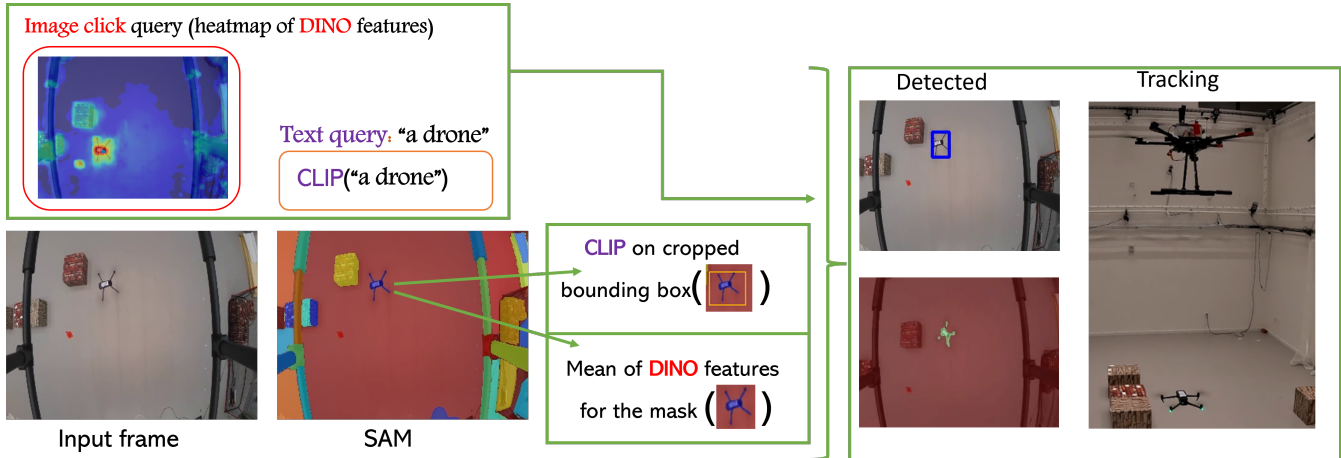 Image click query (heatmap of DINO features)
Text query: “a drone”
CLIP(“a drone”)
Input frame
SAM
CLIP on cropped
bounding box( )
Mean of DINO features
for the mask ( )
Detected
Tracking